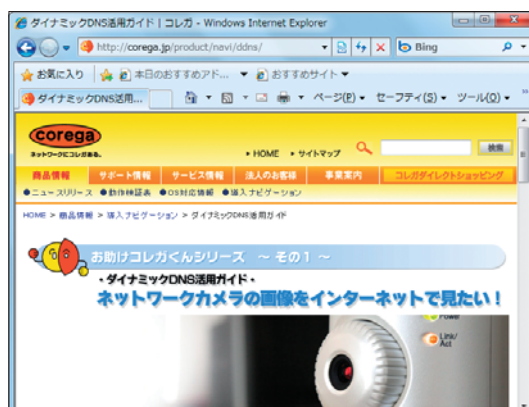 ダイナミックDNS活用ガイド | コレガ - Windows Internet Explorer
http://corega.jp/product/navi/ddns/
Bing
お気に入り
本日のおすすめアド...
おすすめサイト
ダイナミックDNS活用...
ページ(P)
セーフティ(S)
ツール(O)
corega
ネットワークにコレがある。
HOME
サイトマップ
検索
商品情報
サポート情報
サービス情報
法人のお客様
事業案内
コレガダイレクトショッピング
●ニュースリリース ●動作検証表 ●OS対応情報 ●導入ナビゲーション
HOME > 商品情報 > 導入ナビゲーション > ダイナミックDNS活用ガイド
お助けコレガくんシリーズ ～ その1 ～
・ダイナミックDNS活用ガイド・
ネットワークカメラの画像をインターネットで見たい！
Power
Link/
Act